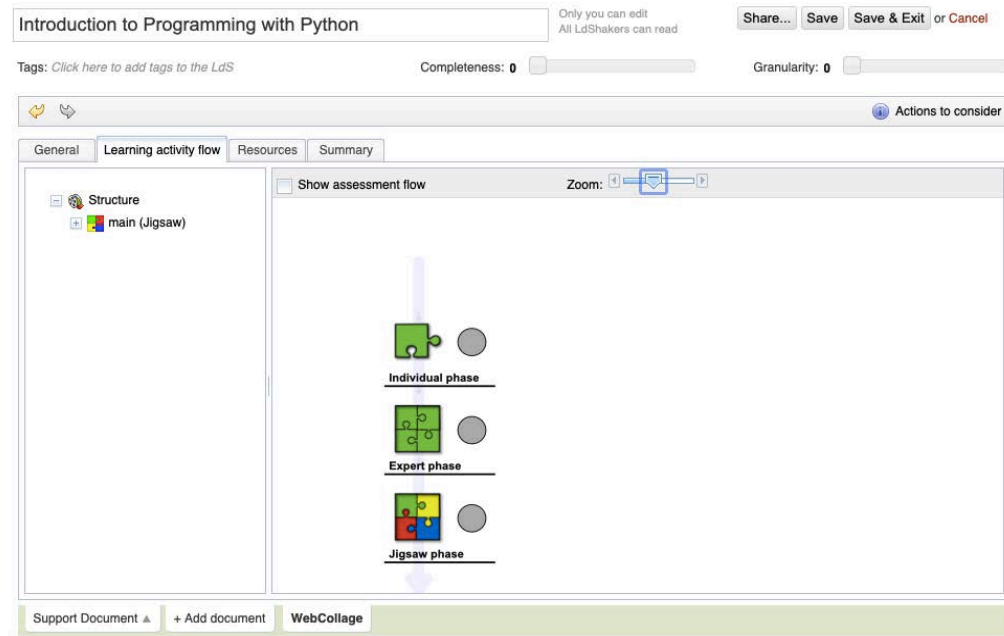 Introduction to Programming with Python
Only you can edit
All LdShakers can read
Share... Save Save & Exit or Cancel
Tags: Click here to add tags to the LdS Completeness: 0 Granularity: 0
Actions to consider
General Learning activity flow Resources Summary
Structure
main (Jigsaw)
Show assessment flow Zoom:
Individual phase
Expert phase
Jigsaw phase
Support Document ▲ + Add document WebCollage